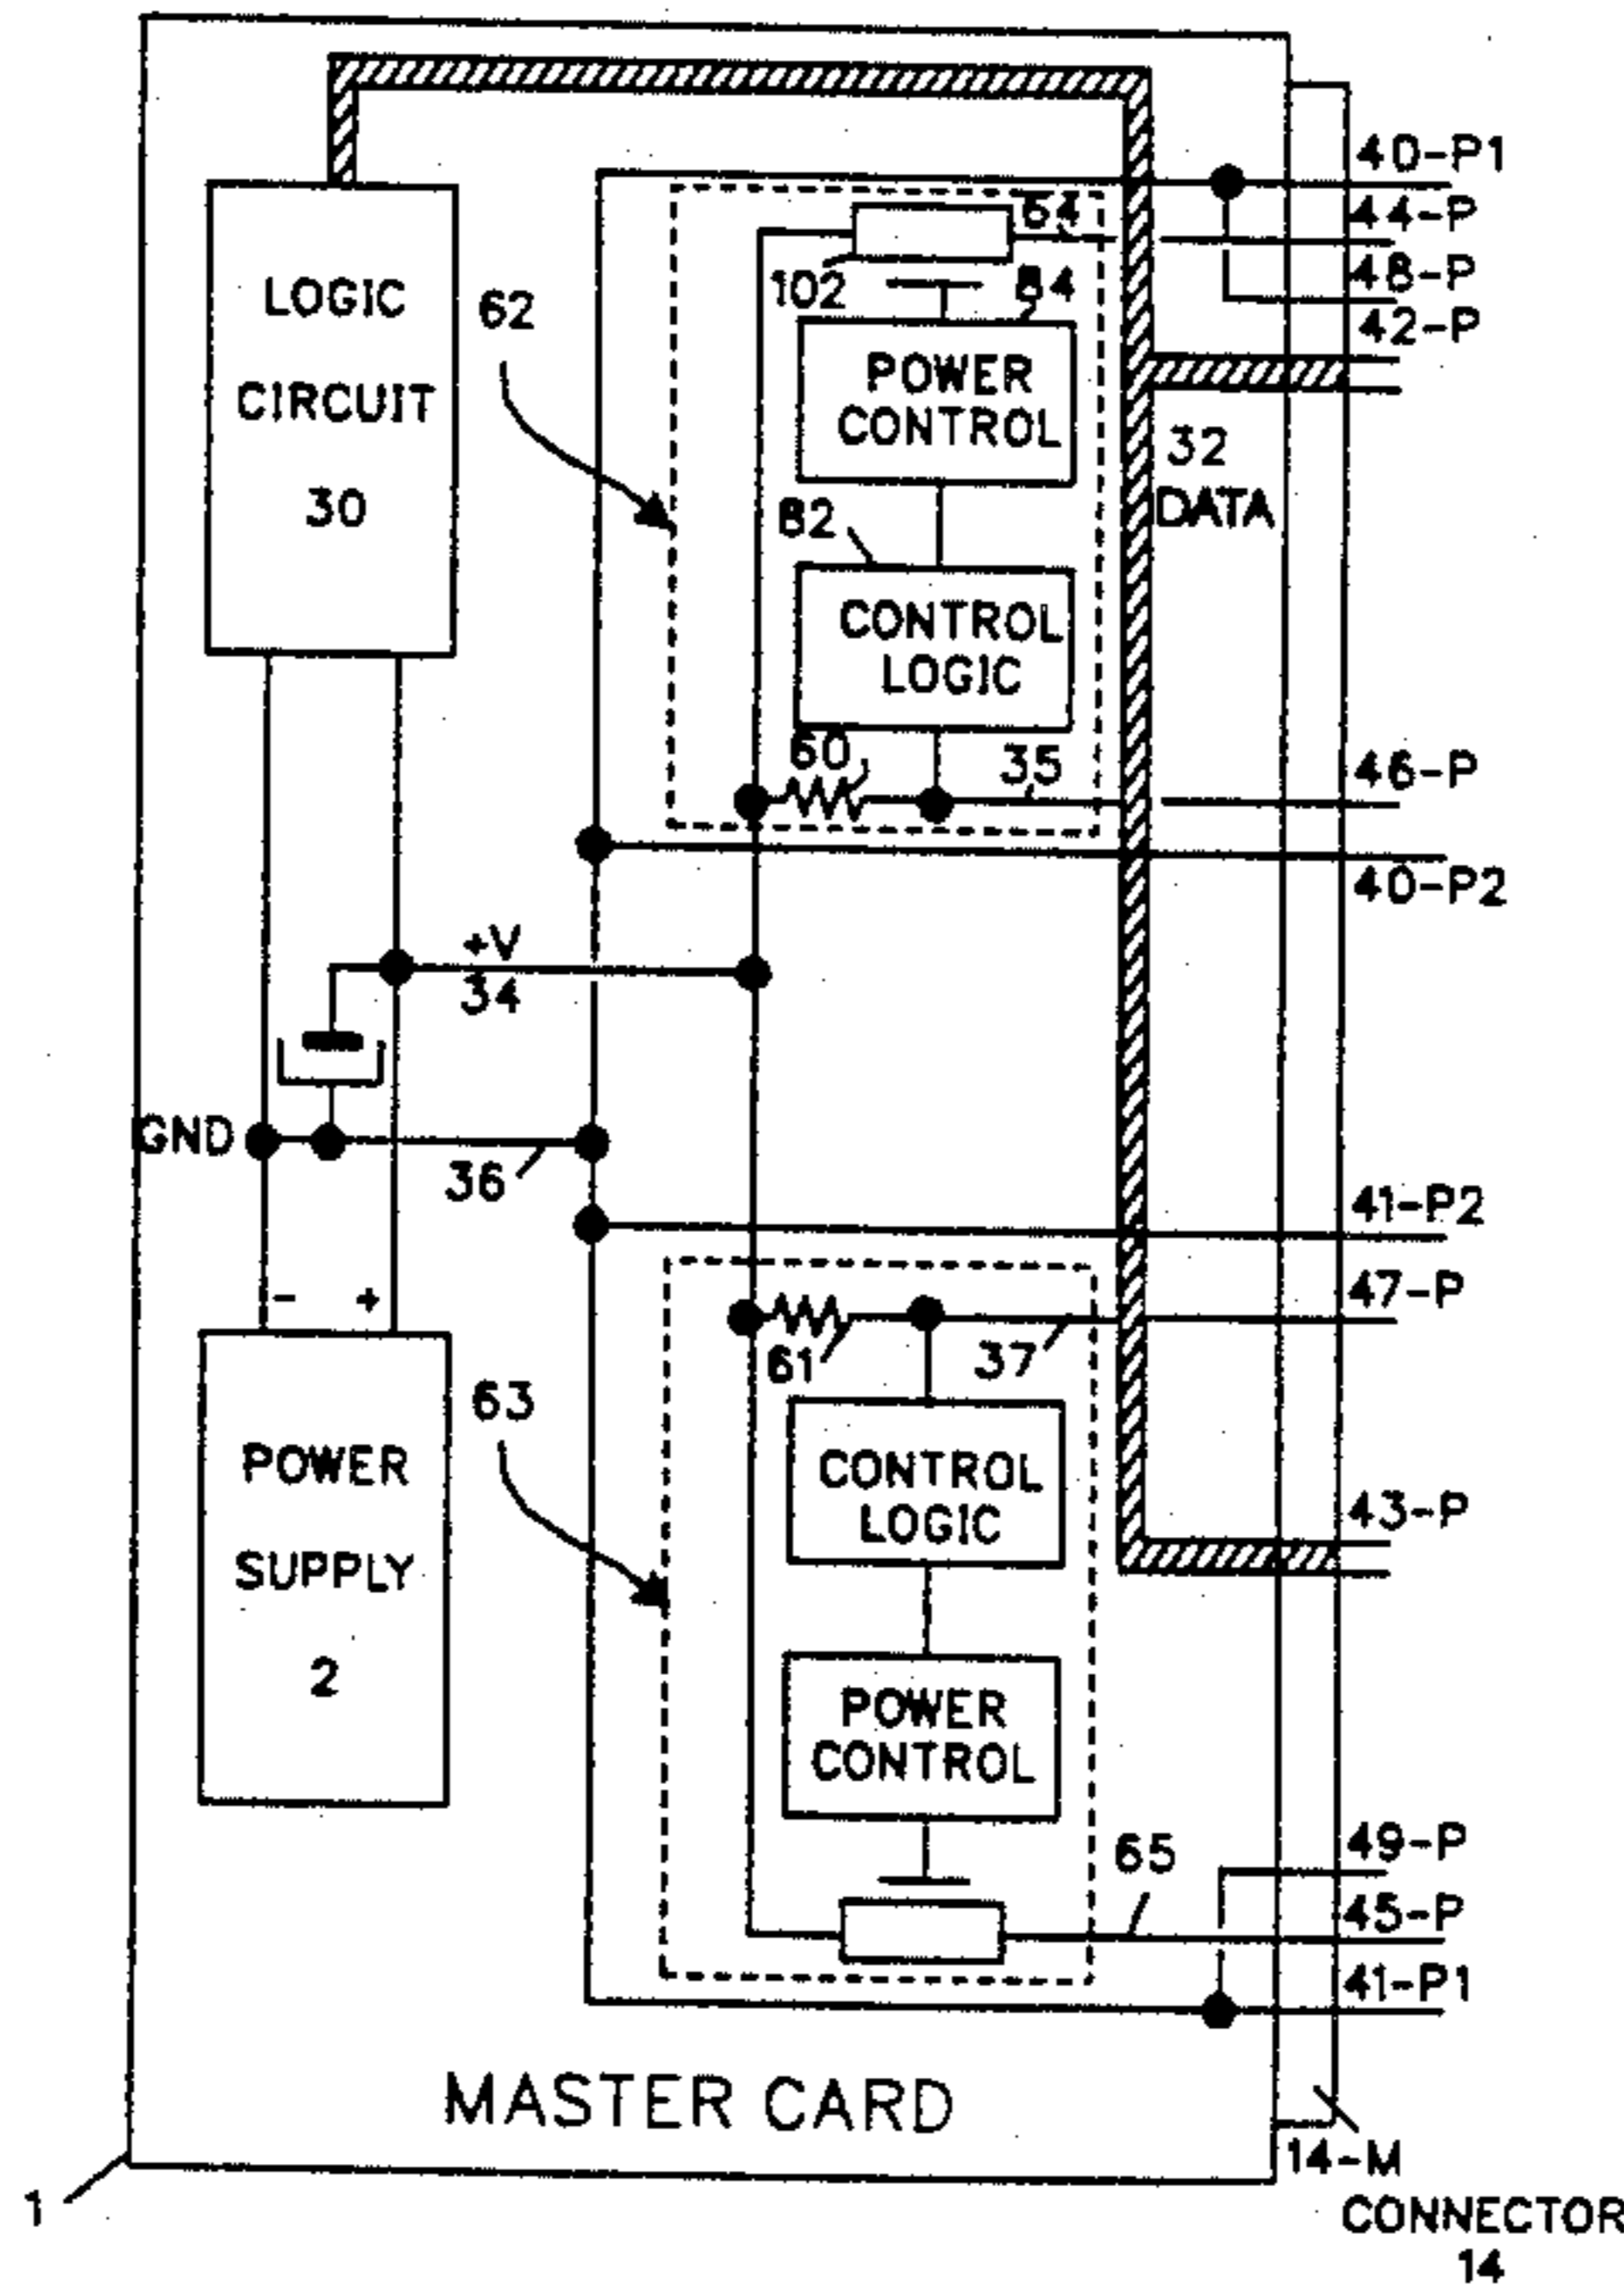 40-P1
44-P
48-P
42-P
64
102
84
LOGIC
CIRCUIT
30
62
POWER
CONTROL
32
DATA
82
CONTROL
LOGIC
60
35
46-P
40-P2
+V
34
GND
36
41-P2
47-P
- +
61
37
63
POWER
SUPPLY
2
CONTROL
LOGIC
43-P
POWER
CONTROL
65
49-P
45-P
41-P1
MASTER CARD
1
14-M
CONNECTOR
14